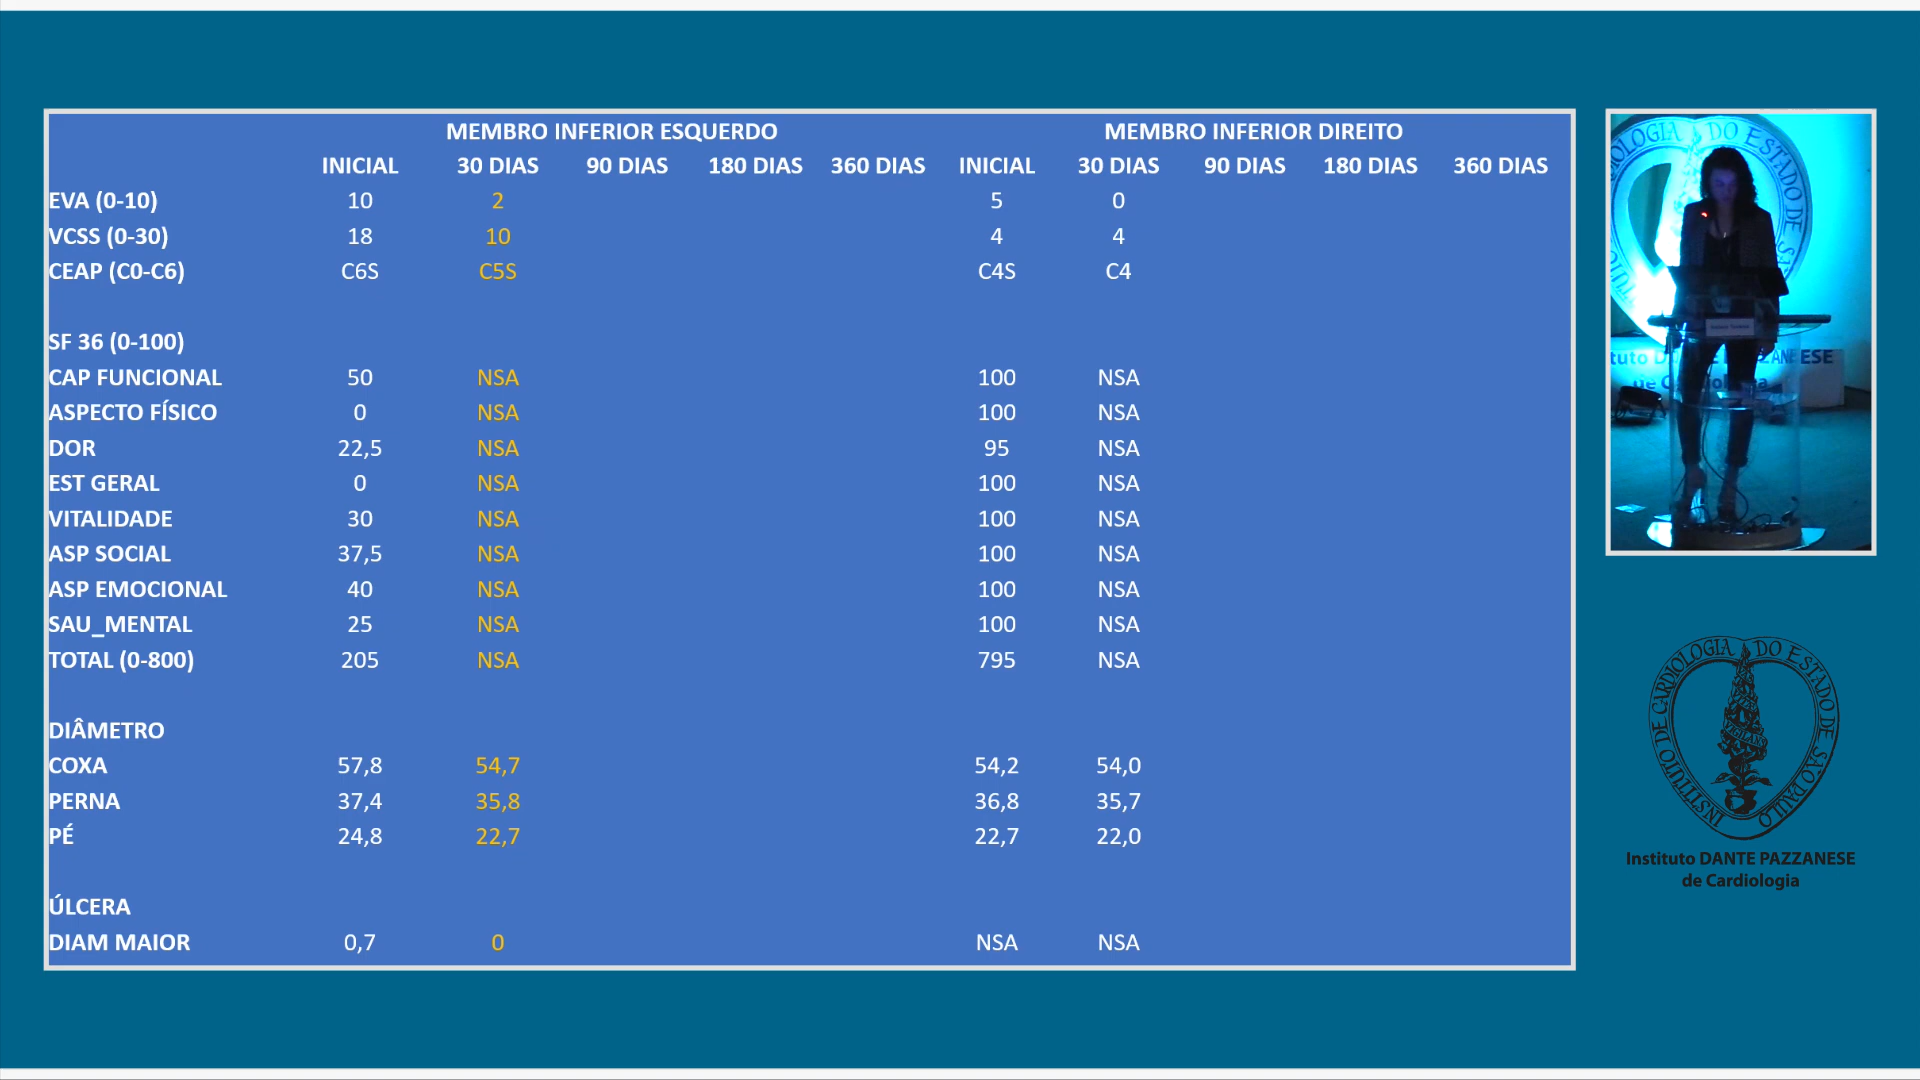 MEMBRO INFERIOR ESQUERDO MEMBRO INFERIOR DIREITO
INICIAL 30 DIAS 90 DIAS 180 DIAS 360 DIAS INICIAL 30 DIAS 90 DIAS 180 DIAS 360 DIAS
EVA (0-10) 10 2 5 0
VCSS (0-30) 18 10 4 4
CEAP (C0-C6) C6S C5S C4S C4
SF 36 (0-100)
CAP FUNCIONAL 50 NSA 100 NSA
ASPECTO FÍSICO 0 NSA 100 NSA
DOR 22,5 NSA 95 NSA
EST GERAL 0 NSA 100 NSA
VITALIDADE 30 NSA 100 NSA
ASP SOCIAL 37,5 NSA 100 NSA
ASP EMOCIONAL 40 NSA 100 NSA
SAU_MENTAL 25 NSA 100 NSA
TOTAL (0-800) 205 NSA 795 NSA
DIÂMETRO
COXA 57,8 54,7 54,2 54,0
PERNA 37,4 35,8 36,8 35,7
PÉ 24,8 22,7 22,7 22,0
ÚLCERA
DIAM MAIOR 0,7 0 NSA NSA
INSTITUTO DE CARDIOLOGIA DO ESTADO DE SÃO PAULO
VIGILANS
Instituto DANTE PAZZANESE
de Cardiologia